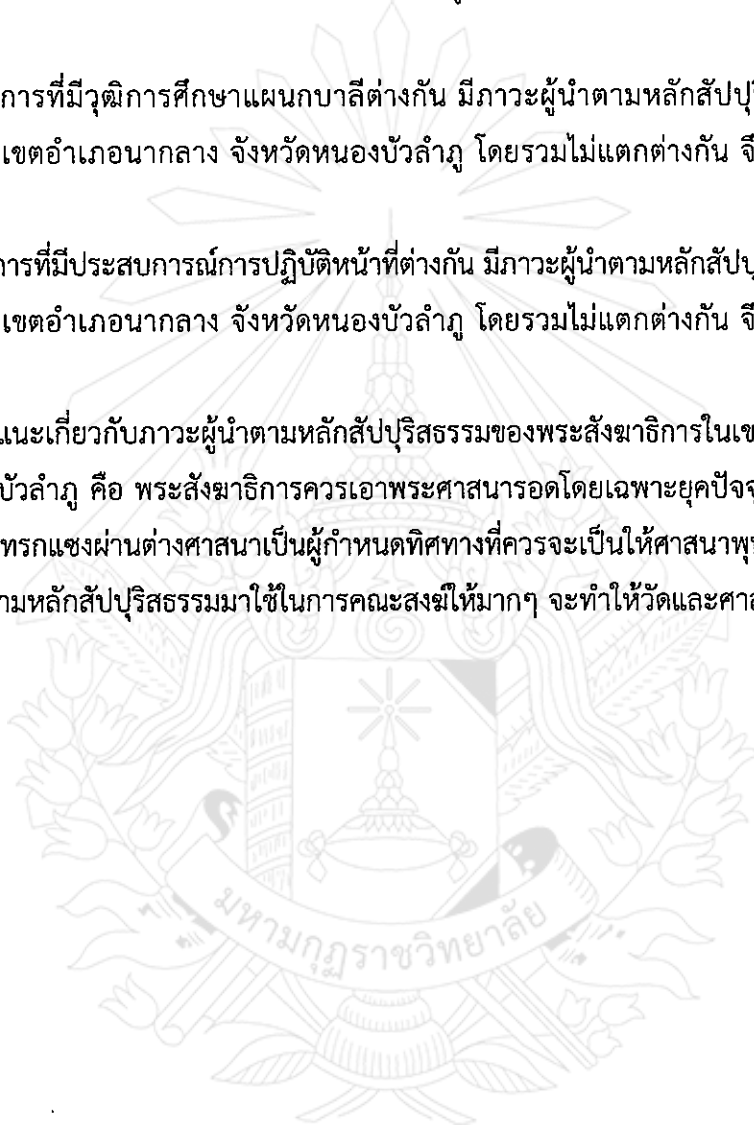 การที่มีวุฒิการศึกษาแผนกบาลีต่างกัน มีภาวะผู้นำตามหลักสัปปุ
เขตอำเภอนากลาง จังหวัดหนองบัวลำภู โดยรวมไม่แตกต่างกัน จึ
การที่มีประสบการณ์การปฏิบัติหน้าที่ต่างกัน มีภาวะผู้นำตามหลักสัปปุ
เขตอำเภอนากลาง จังหวัดหนองบัวลำภู โดยรวมไม่แตกต่างกัน จึ
แนะเกี่ยวกับภาวะผู้นำตามหลักสัปปุริสธรรมของพระสังฆาธิการในเข
บัวลำภู คือ พระสังฆาธิการควรเอาพระศาสนารอดโดยเฉพาะยุคปัจจุ
ทรกแซงผ่านต่างศาสนาเป็นผู้กำหนดทิศทางที่ควรจะเป็นให้ศาสนาพุ
ามหลักสัปปุริสธรรมมาใช้ในการคณะสงฆ์ให้มากๆ จะทำให้วัดและศา
มหามกุฏราชวิทยาลัย